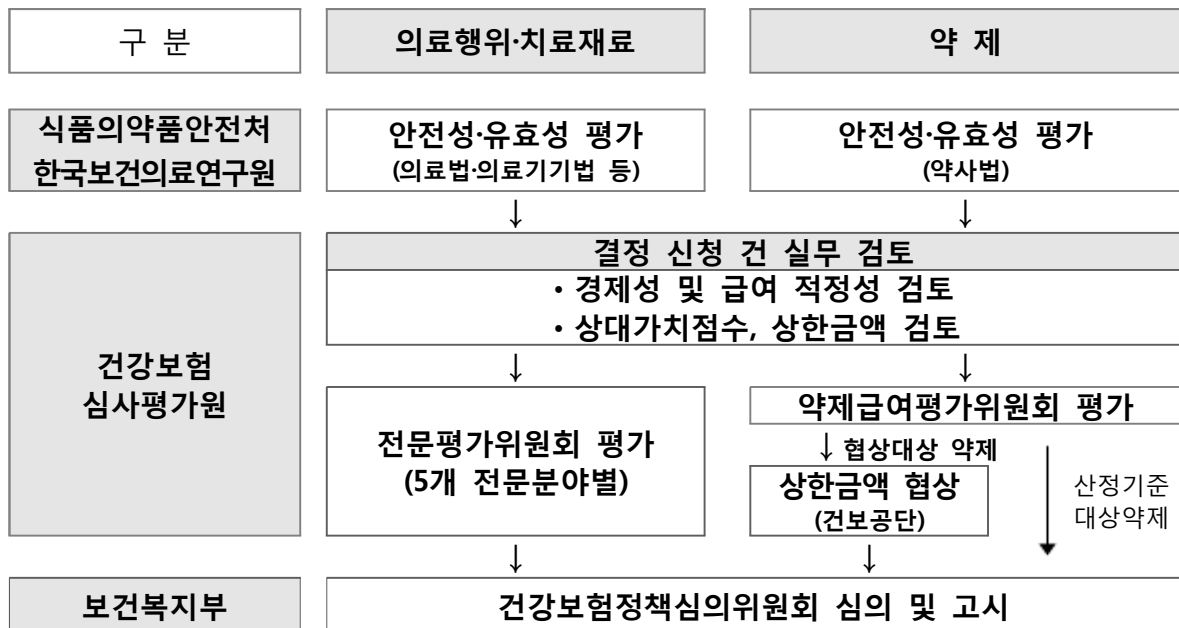 구 분
의료행위·치료재료
약 제
식품의약품안전처
한국보건의료연구원
안전성·유효성 평가
(의료법·의료기기법 등)
안전성·유효성 평가
(약사법)
↓
↓
건강보험
심사평가원
결정 신청 건 실무 검토
• 경제성 및 급여 적정성 검토
• 상대가치점수, 상한금액 검토
↓
↓
전문평가위원회 평가
(5개 전문분야별)
약제급여평가위원회 평가
↓ 협상대상 약제
상한금액 협상
(건보공단)
산정기준
대상약제
↓
↓
보건복지부
건강보험정책심의위원회 심의 및 고시